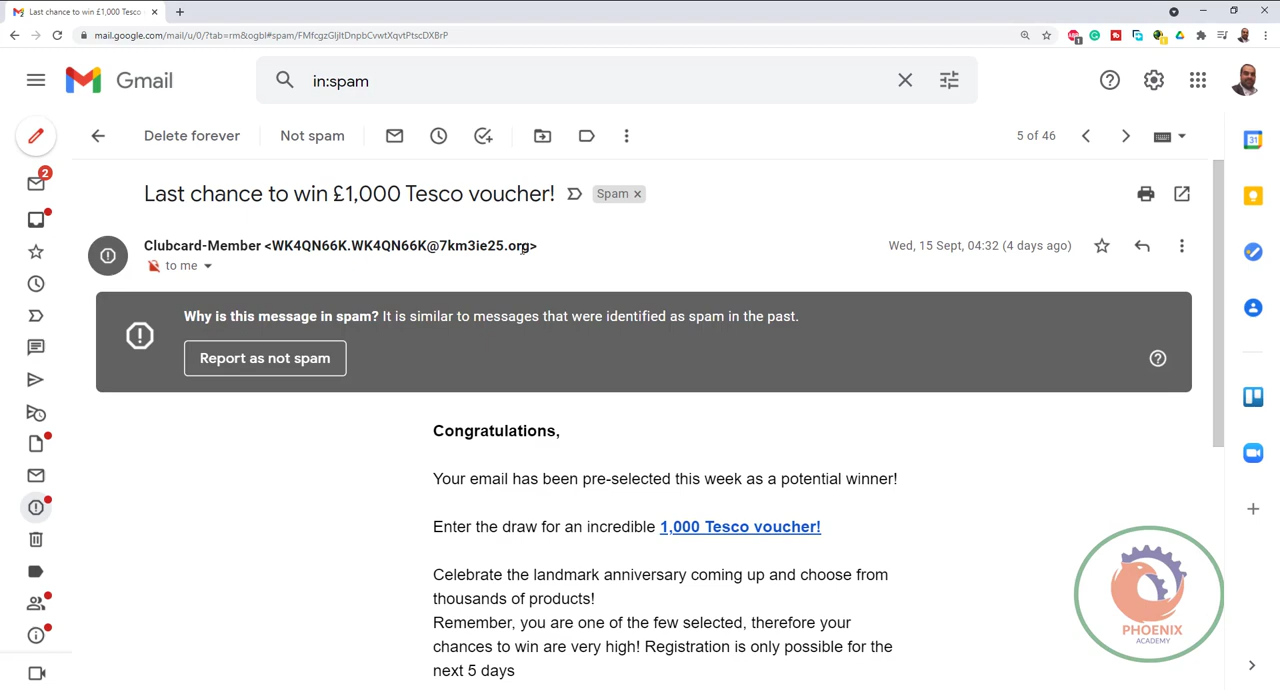 Last chance to win £1,000 Tesco
mail.google.com/mail/u/0/?tab=rm&ogbl#spam/FMfcgzGljltDnpbCvwtXqvtPtscDXBrP
Gmail
in:spam
Delete forever
Not spam
5 of 46
2
Last chance to win £1,000 Tesco voucher!
Spam
Clubcard-Member <WK4QN66K.WK4QN66K@7km3ie25.org>
Wed, 15 Sept, 04:32 (4 days ago)
to me
Why is this message in spam? It is similar to messages that were identified as spam in the past.
Report as not spam
Congratulations,
Your email has been pre-selected this week as a potential winner!
Enter the draw for an incredible 1,000 Tesco voucher!
Celebrate the landmark anniversary coming up and choose from
thousands of products!
Remember, you are one of the few selected, therefore your
chances to win are very high! Registration is only possible for the
next 5 days
PHOENIX
ACADEMY